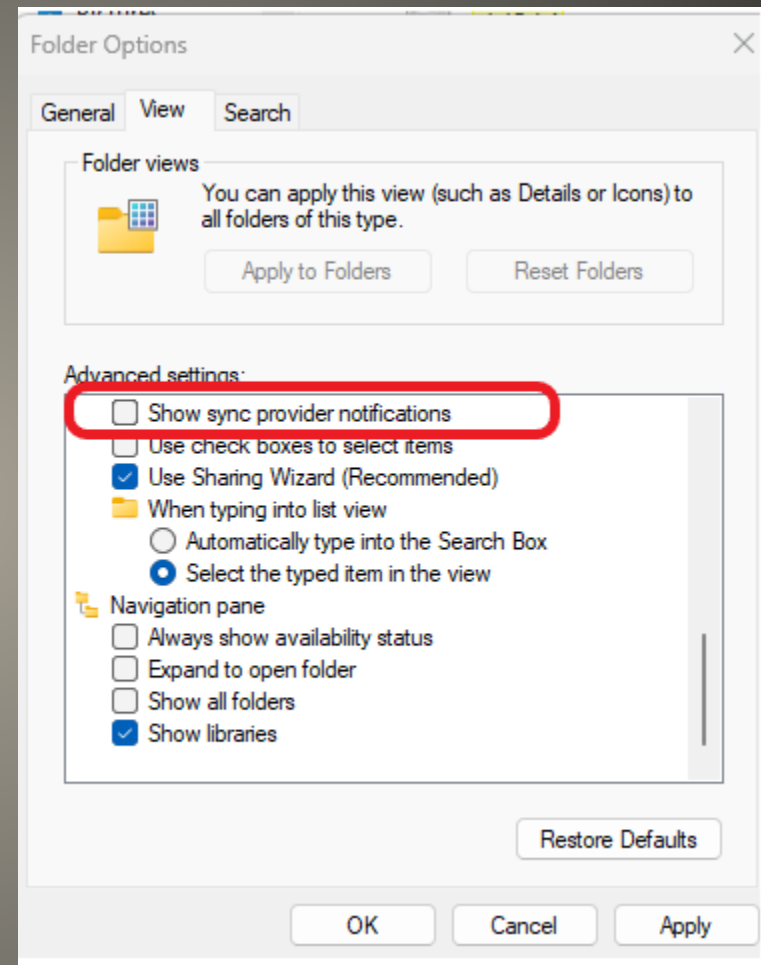 Folder Options
General View Search
Folder views
You can apply this view (such as Details or Icons) to
all folders of this type.
Apply to Folders Reset Folders
Advanced settings:
Show sync provider notifications
Use check boxes to select items
Use Sharing Wizard (Recommended)
When typing into list view
Automatically type into the Search Box
Select the typed item in the view
Navigation pane
Always show availability status
Expand to open folder
Show all folders
Show libraries
Restore Defaults
OK Cancel Apply